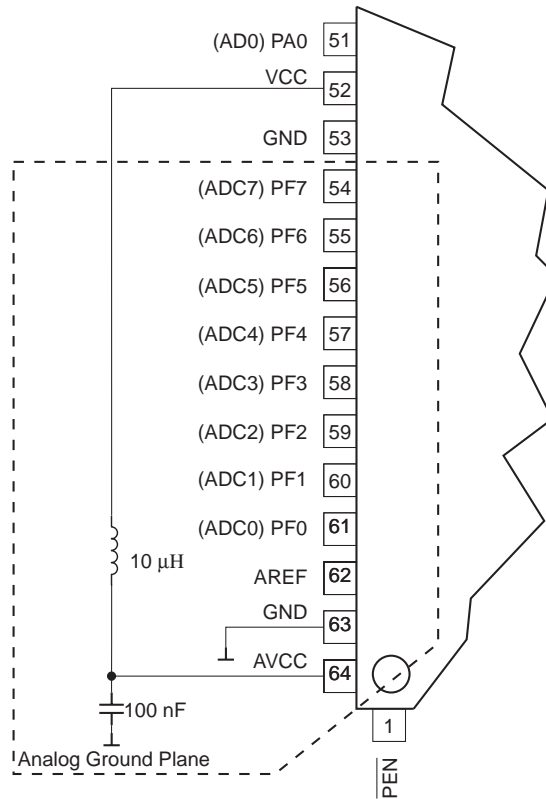 (AD0) PA0 51
VCC 52
GND 53
(ADC7) PF7 54
(ADC6) PF6 55
(ADC5) PF5 56
(ADC4) PF4 57
(ADC3) PF3 58
(ADC2) PF2 59
(ADC1) PF1 60
(ADC0) PF0 61
10 μH
AREF 62
GND 63
AVCC 64
100 nF
1
Analog Ground Plane
PEN